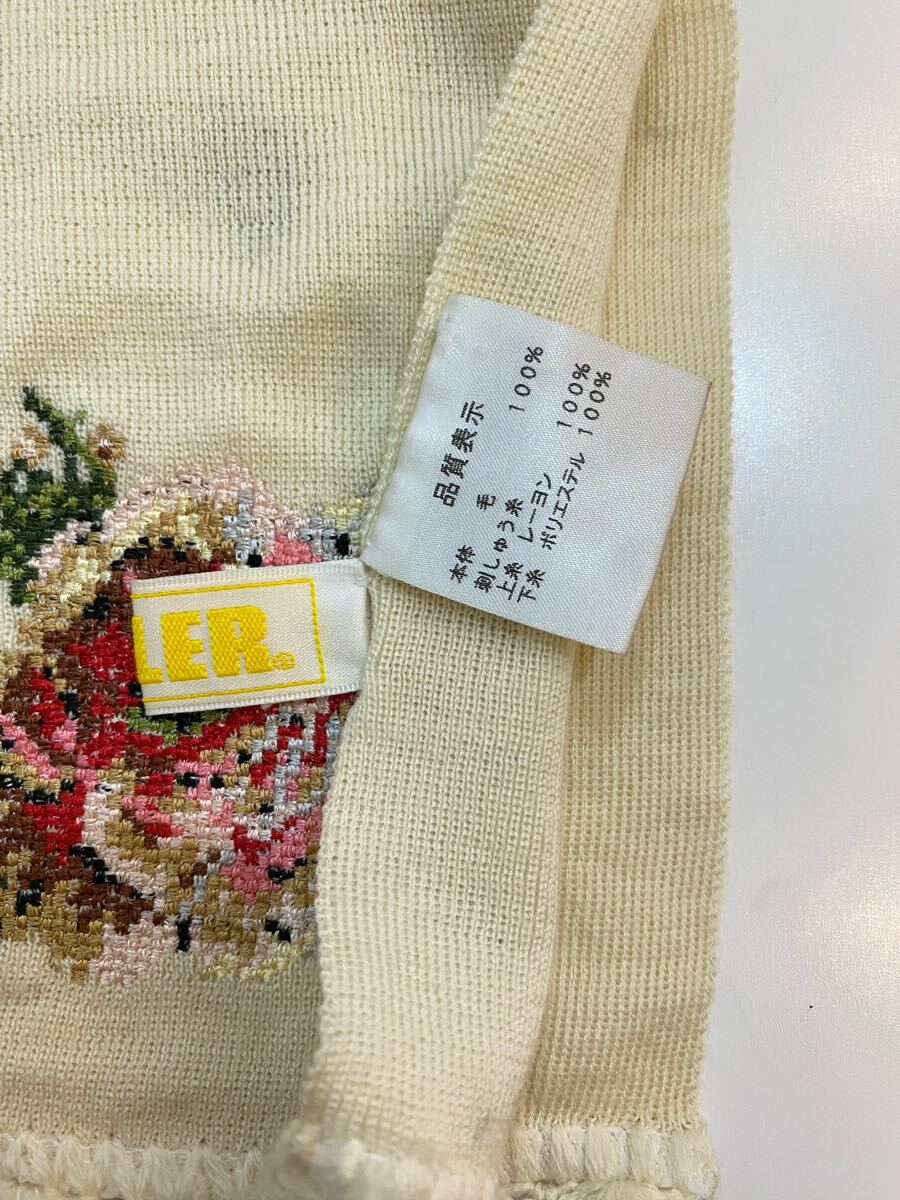 LER.®
品質表示
本体 毛 100%
刺しゅう糸
上糸 レーヨン 100%
下糸 ポリエステル 100%